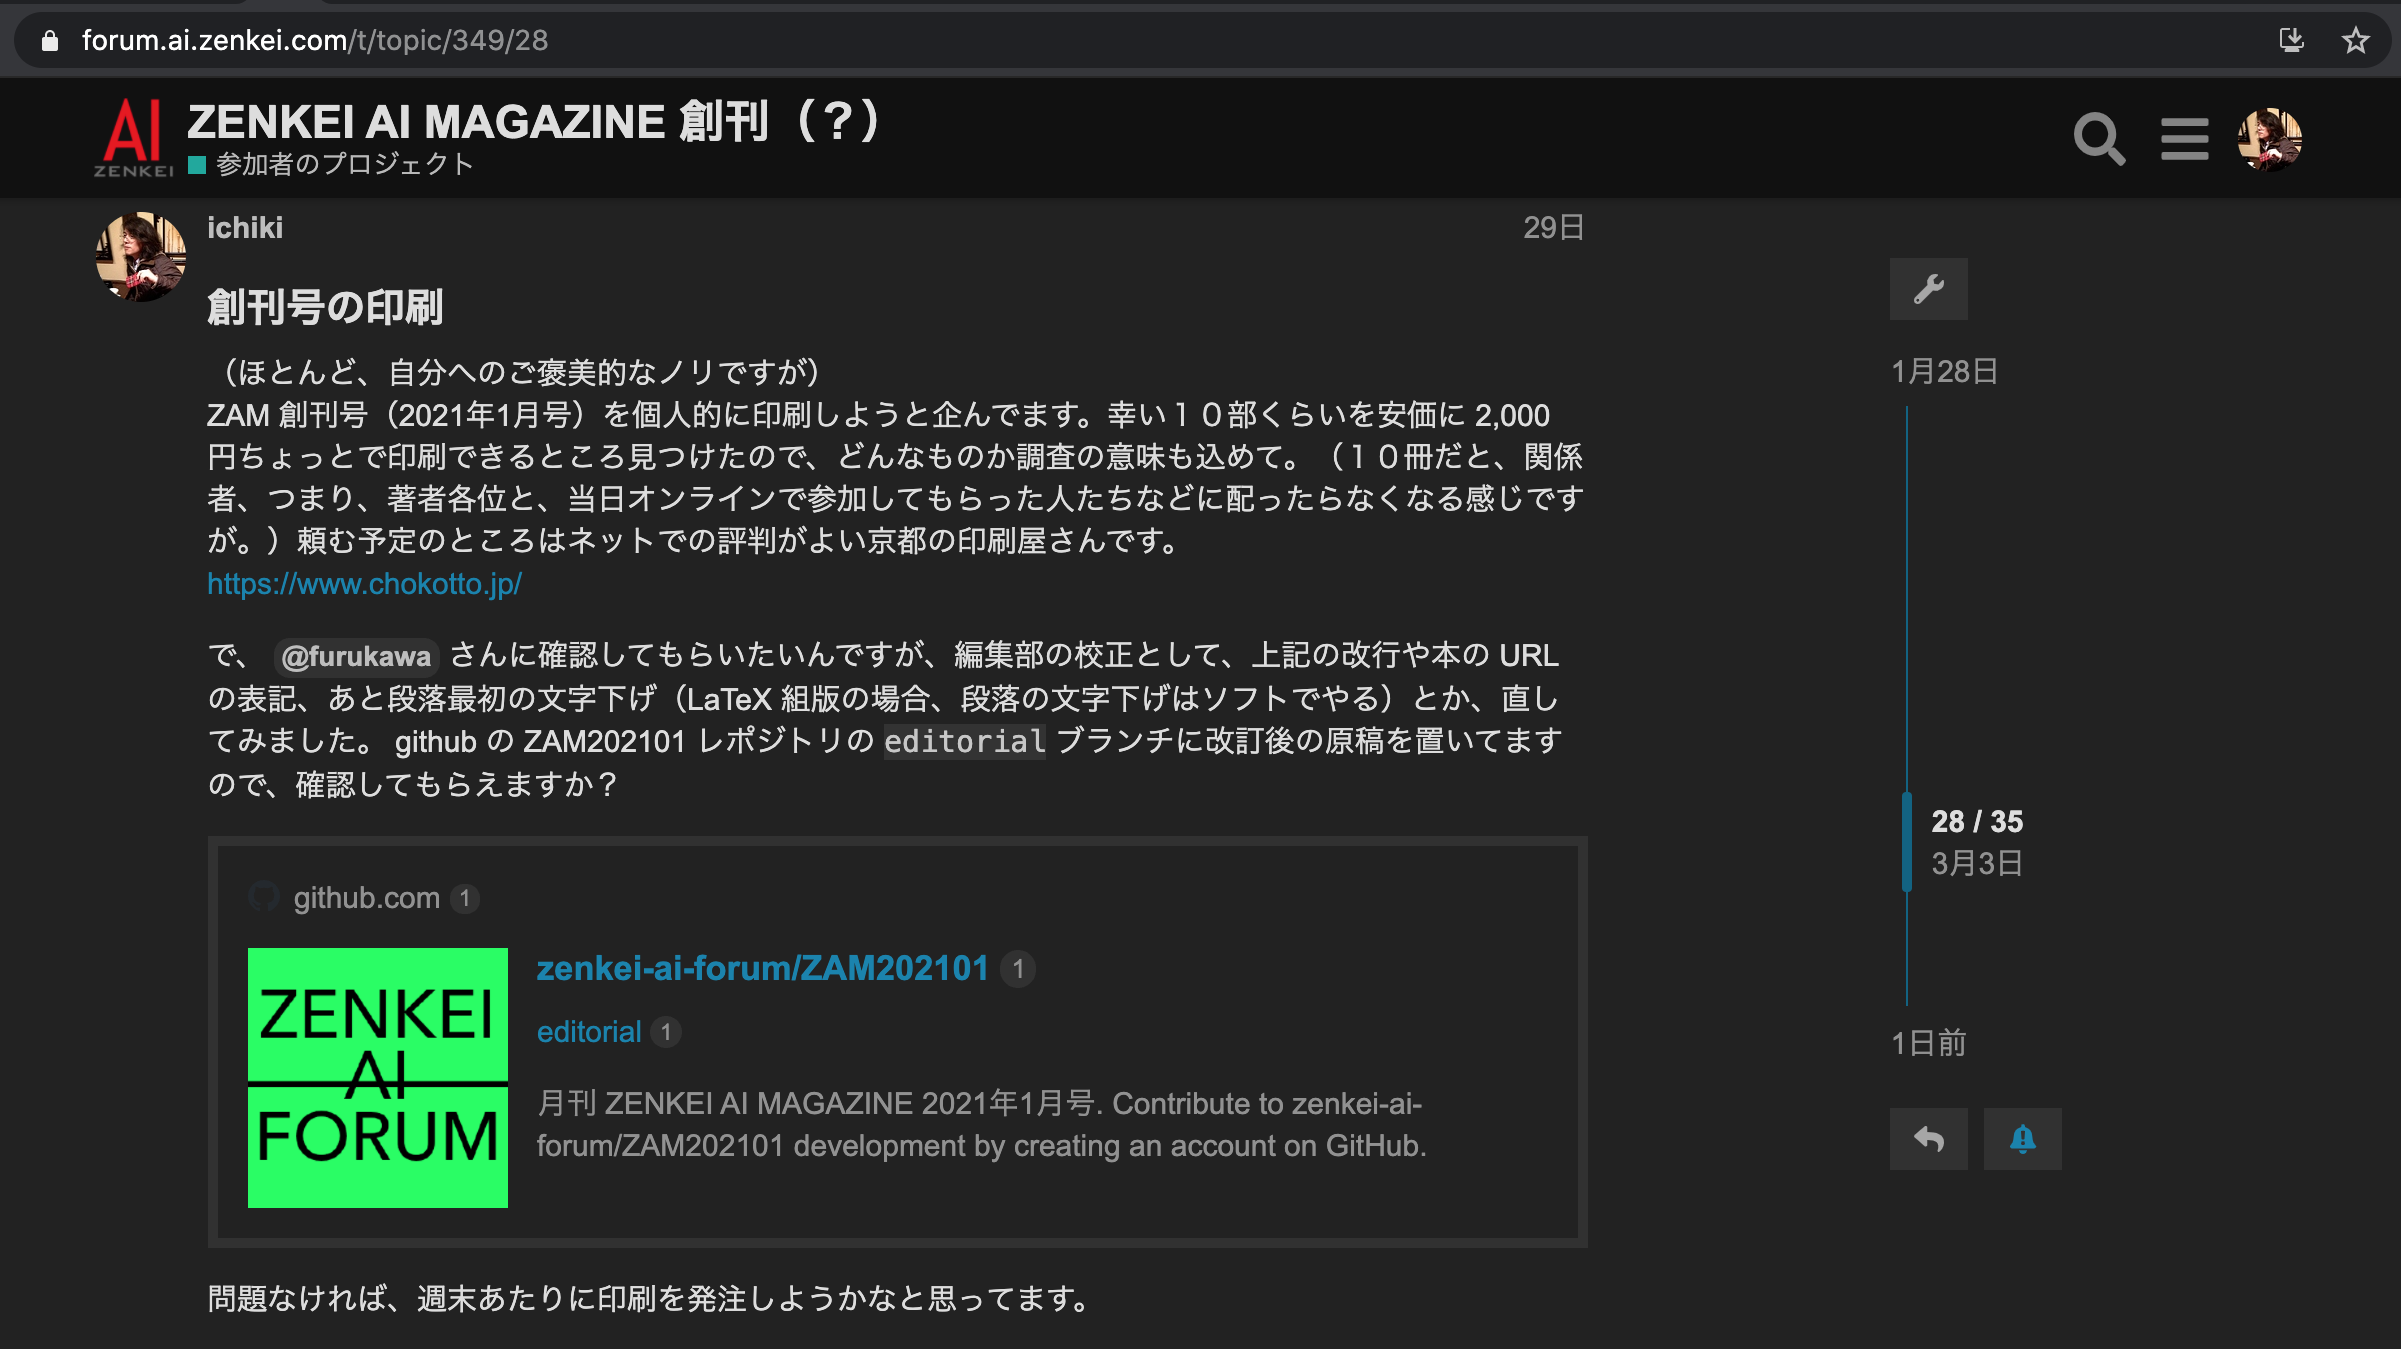 forum.ai.zenkei.com/t/topic/349/28
AI
ZENKEI
ZENKEI AI MAGAZINE 創刊（？）
参加者のプロジェクト
ichiki
29日
創刊号の印刷
（ほとんど、自分へのご褒美的なノリですが）
ZAM 創刊号（2021年1月号）を個人的に印刷しようと企んでます。幸い１０部くらいを安価に 2,000
円ちょっとで印刷できるところ見つけたので、どんなものか調査の意味も込めて。（１０冊だと、関係
者、つまり、著者各位と、当日オンラインで参加してもらった人たちなどに配ったらなくなる感じです
が。）頼む予定のところはネットでの評判がよい京都の印刷屋さんです。
https://www.chokotto.jp/
で、 @furukawa さんに確認してもらいたいんですが、編集部の校正として、上記の改行や本の URL
の表記、あと段落最初の文字下げ（LaTeX 組版の場合、段落の文字下げはソフトでやる）とか、直し
てみました。 github の ZAM202101 レポジトリの editorial ブランチに改訂後の原稿を置いてます
ので、確認してもらえますか？
github.com 1
ZENKEI
AI
FORUM
zenkei-ai-forum/ZAM202101 1
editorial 1
月刊 ZENKEI AI MAGAZINE 2021年1月号. Contribute to zenkei-ai-
forum/ZAM202101 development by creating an account on GitHub.
問題なければ、週末あたりに印刷を発注しようかなと思ってます。
1月28日
28 / 35
3月3日
1日前